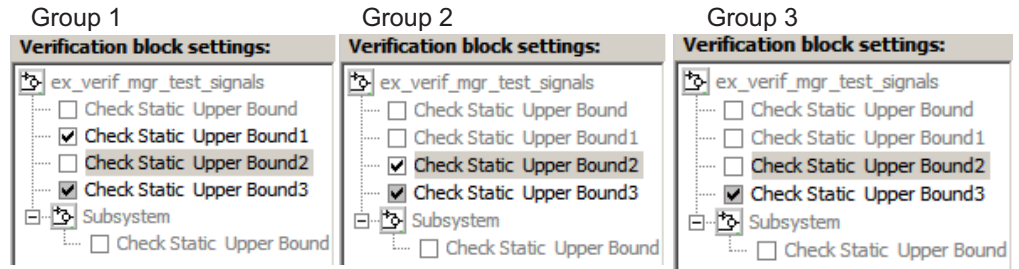 Group 1
Verification block settings:
ex_verif_mgr_test_signals
Check Static Upper Bound
Check Static Upper Bound1
Check Static Upper Bound2
Check Static Upper Bound3
Subsystem
Check Static Upper Bound
Group 2
Verification block settings:
ex_verif_mgr_test_signals
Check Static Upper Bound
Check Static Upper Bound1
Check Static Upper Bound2
Check Static Upper Bound3
Subsystem
Check Static Upper Bound
Group 3
Verification block settings:
ex_verif_mgr_test_signals
Check Static Upper Bound
Check Static Upper Bound1
Check Static Upper Bound2
Check Static Upper Bound3
Subsystem
Check Static Upper Bound